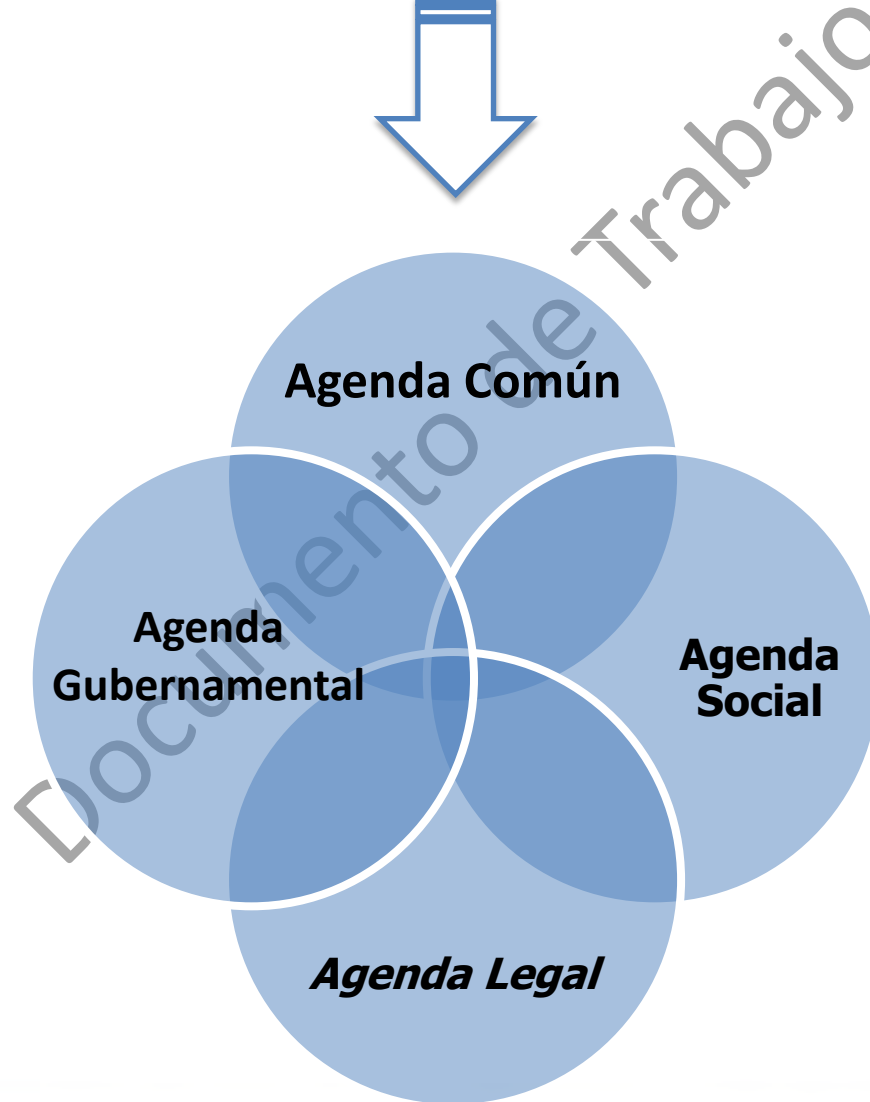 Documento de Trabajo
Agenda Común
Agenda
Gubernamental
Agenda
Social
Agenda Legal